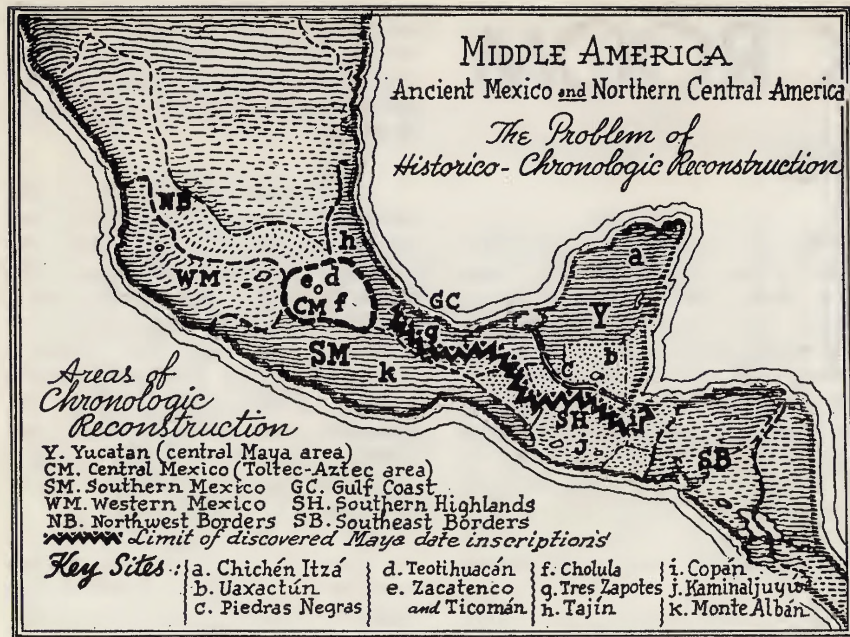 MIDDLE AMERICA
Ancient Mexico and Northern Central America
The Problem of
Historico-Chronologic Reconstruction
NB
h
a
WM
e d
CM f
GC
Y
g
SM
k
c b
SH
i
j
SB
Areas of
Chronologic
Reconstruction
Y. Yucatan (central Maya area)
CM. Central Mexico (Toltec-Aztec area)
SM. Southern Mexico GC. Gulf Coast
WM. Western Mexico SH. Southern Highlands
NB. Northwest Borders SB. Southeast Borders
Limit of discovered Maya date inscriptions
Key Sites:
a. Chichén Itzá
b. Uaxactún
c. Piedras Negras
d. Teotihuacán
e. Zacatenco
and Ticomán
f. Cholula
g. Tres Zapotes
h. Tajín
i. Copán
j. Kaminaljuyú
k. Monte Albán